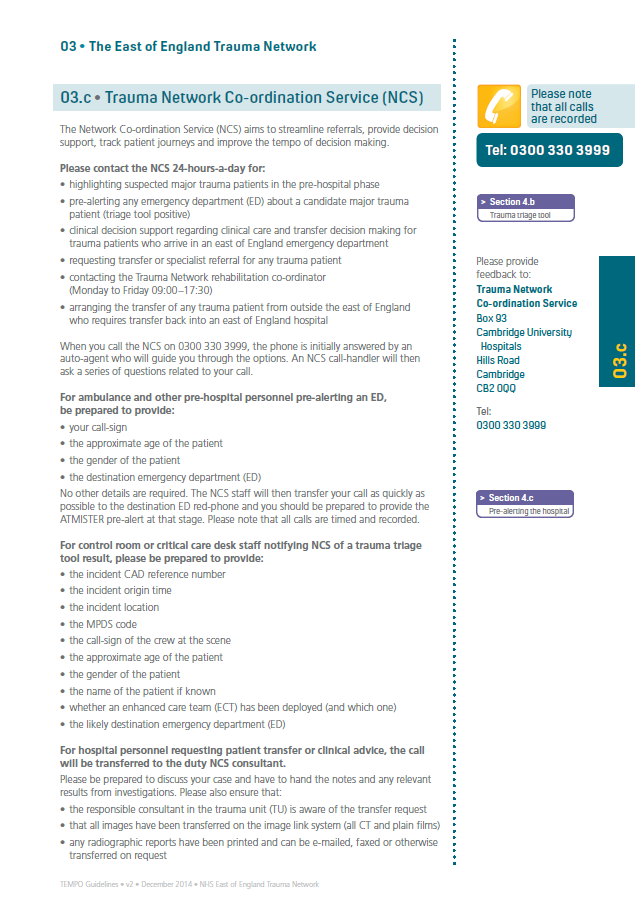 03 • The East of England Trauma Network
03.c • Trauma Network Co-ordination Service (NCS)
The Network Co-ordination Service (NCS) aims to streamline referrals, provide decision
support, track patient journeys and improve the tempo of decision making.
Please contact the NCS 24-hours-a-day for:
• highlighting suspected major trauma patients in the pre-hospital phase
• pre-alerting any emergency department (ED) about a candidate major trauma
patient (triage tool positive)
• clinical decision support regarding clinical care and transfer decision making for
trauma patients who arrive in an east of England emergency department
• requesting transfer or specialist referral for any trauma patient
• contacting the Trauma Network rehabilitation co-ordinator
(Monday to Friday 09:00–17:30)
• arranging the transfer of any trauma patient from outside the east of England
who requires transfer back into an east of England hospital
When you call the NCS on 0300 330 3999, the phone is initially answered by an
auto-agent who will guide you through the options. An NCS call-handler will then
ask a series of questions related to your call.
For ambulance and other pre-hospital personnel pre-alerting an ED,
be prepared to provide:
• your call-sign
• the approximate age of the patient
• the gender of the patient
• the destination emergency department (ED)
No other details are required. The NCS staff will then transfer your call as quickly as
possible to the destination ED red-phone and you should be prepared to provide the
ATMISTER pre-alert at that stage. Please note that all calls are timed and recorded.
For control room or critical care desk staff notifying NCS of a trauma triage
tool result, please be prepared to provide:
• the incident CAD reference number
• the incident origin time
• the incident location
• the MPDS code
• the call-sign of the crew at the scene
• the approximate age of the patient
• the gender of the patient
• the name of the patient if known
• whether an enhanced care team (ECT) has been deployed (and which one)
• the likely destination emergency department (ED)
For hospital personnel requesting patient transfer or clinical advice, the call
will be transferred to the duty NCS consultant.
Please be prepared to discuss your case and have to hand the notes and any relevant
results from investigations. Please also ensure that:
• the responsible consultant in the trauma unit (TU) is aware of the transfer request
• that all images have been transferred on the image link system (all CT and plain films)
• any radiographic reports have been printed and can be e-mailed, faxed or otherwise
transferred on request
Please note
that all calls
are recorded
Tel: 0300 330 3999
> Section 4.b
Trauma triage tool
Please provide
feedback to:
Trauma Network
Co-ordination Service
Box 93
Cambridge University
Hospitals
Hills Road
Cambridge
CB2 0QQ
Tel:
0300 330 3999
03.c
> Section 4.c
Pre-alerting the hospital
TEMPO Guidelines • v2 • December 2014 • NHS East of England Trauma Network